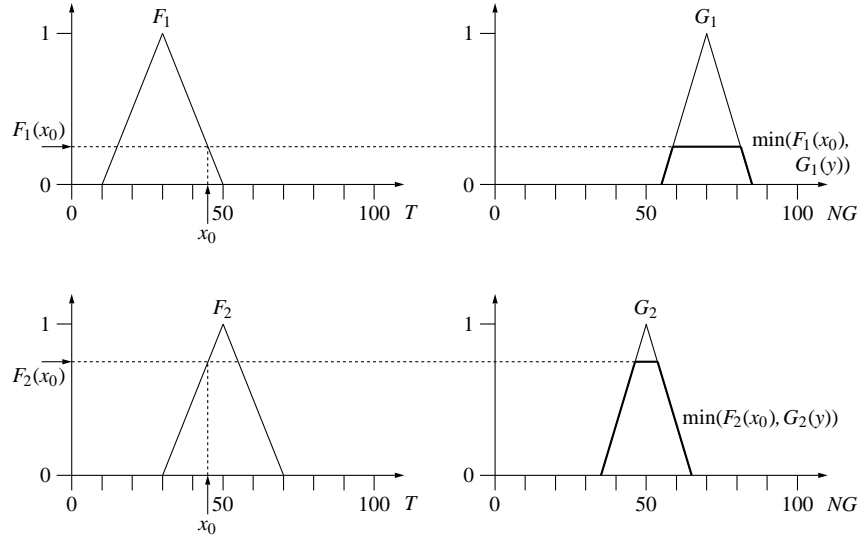 F₁
G₁
1
1
F₁(x₀)
min(F₁(x₀),
G₁(y))
0
0
0
50
100
T
0
50
100
NG
x₀
F₂
G₂
1
1
F₂(x₀)
min(F₂(x₀), G₂(y))
0
0
0
50
100
T
0
50
100
NG
x₀